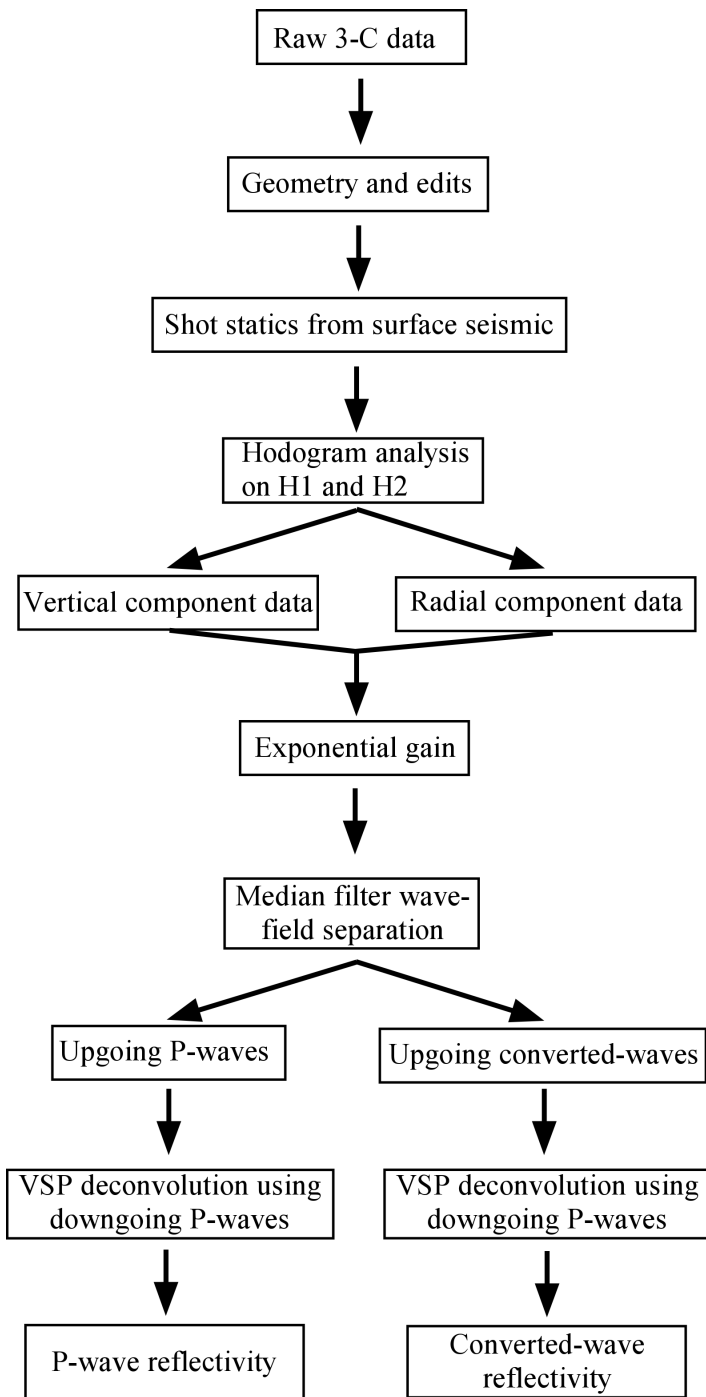 Raw 3-C data
Geometry and edits
Shot statics from surface seismic
Hodogram analysis
on H1 and H2
Vertical component data
Radial component data
Exponential gain
Median filter wave-
field separation
Upgoing P-waves
Upgoing converted-waves
VSP deconvolution using
downgoing P-waves
VSP deconvolution using
downgoing P-waves
P-wave reflectivity
Converted-wave
reflectivity